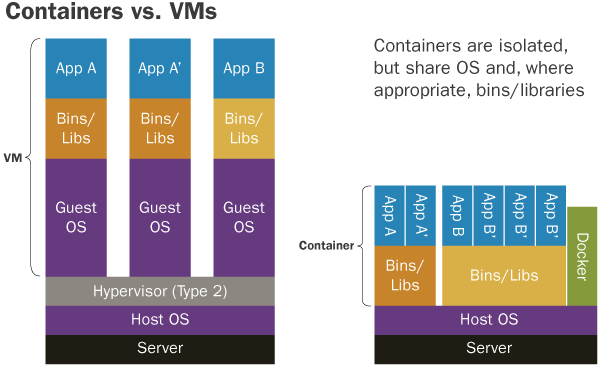 Containers vs. VMs
App A
App A’
App B
Bins/
Libs
Bins/
Libs
Bins/
Libs
VM
Guest
OS
Guest
OS
Guest
OS
Hypervisor (Type 2)
Host OS
Server
Containers are isolated,
but share OS and, where
appropriate, bins/libraries
Container
App A
App A’
App B
App B’
App B’
App B’
Docker
Bins/
Libs
Bins/Libs
Host OS
Server